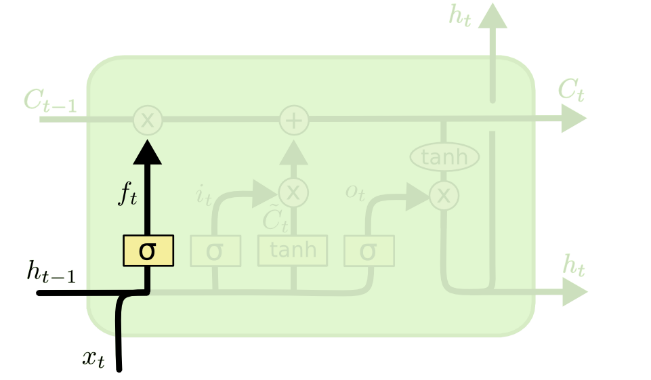 h_t
C_{t-1}
x
+
C_t
tanh
f_t
i_t
x
o_t
x
C̃_t
σ
σ
tanh
σ
h_{t-1}
h_t
x_t